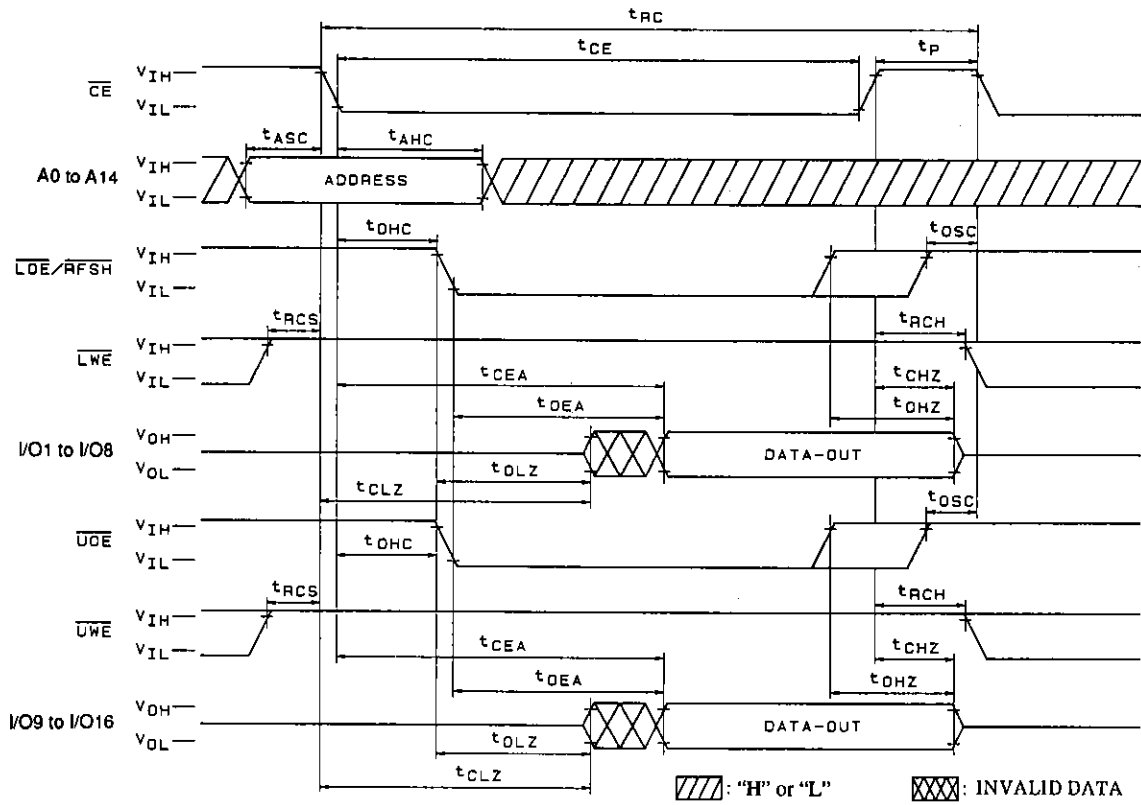 tRC
tCE
tP
CE
VIH
VIL
tASC
tAHC
A0 to A14
VIH
VIL
ADDRESS
tOHC
tOSC
LOE/RFSH
VIH
VIL
tRCS
tRCH
LWE
VIH
VIL
tCEA
tCHZ
tOEA
tOHZ
I/O1 to I/O8
VOH
VOL
DATA-OUT
tOLZ
tCLZ
tOSC
UOE
VIH
VIL
tOHC
tRCS
tRCH
UWE
VIH
VIL
tCEA
tCHZ
tOEA
tOHZ
I/O9 to I/O16
VOH
VOL
DATA-OUT
tOLZ
tCLZ
: "H" or "L"
: INVALID DATA